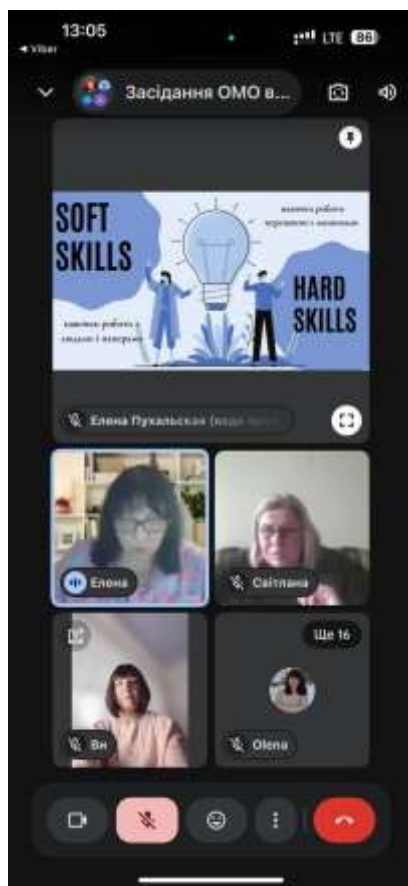 13:05
LTE 86
◂ Viber
Засідання ОМО в...
SOFT
SKILLS
HARD
SKILLS
Елена Пухальская (вада
Елена
Світлана
Ще 16
Ви
Olena